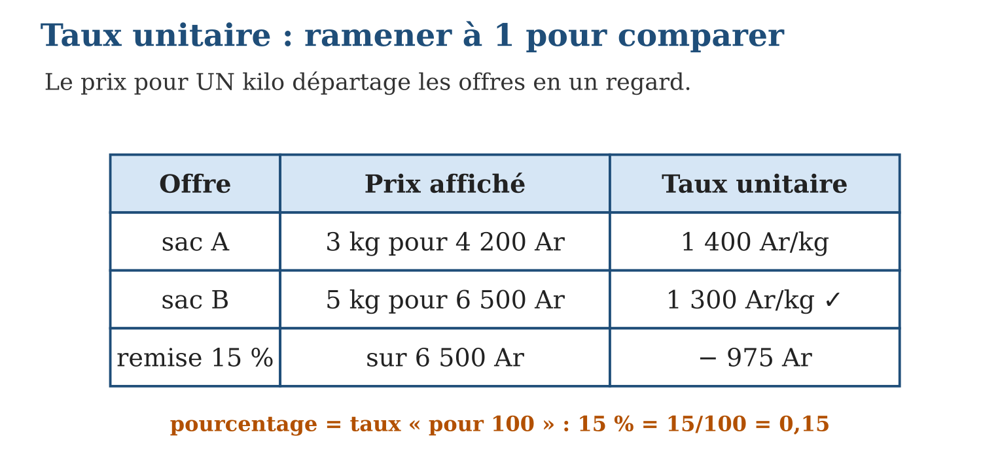 Taux unitaire : ramener à 1 pour comparer
Le prix pour UN kilo départage les offres en un regard.
Offre Prix affiché Taux unitaire
sac A 3 kg pour 4 200 Ar 1 400 Ar/kg
sac B 5 kg pour 6 500 Ar 1 300 Ar/kg ✓
remise 15 % sur 6 500 Ar − 975 Ar
pourcentage = taux « pour 100 » : 15 % = 15/100 = 0,15